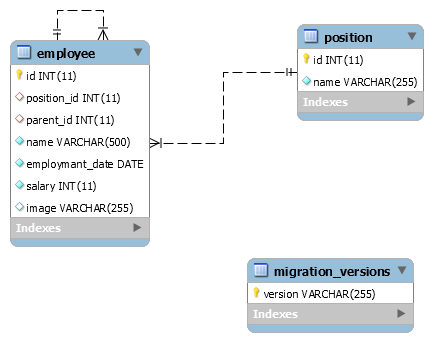 employee
id INT(11)
position_id INT(11)
parent_id INT(11)
name VARCHAR(500)
employmant_date DATE
salary INT(11)
image VARCHAR(255)
Indexes
position
id INT(11)
name VARCHAR(255)
Indexes
migration_versions
version VARCHAR(255)
Indexes